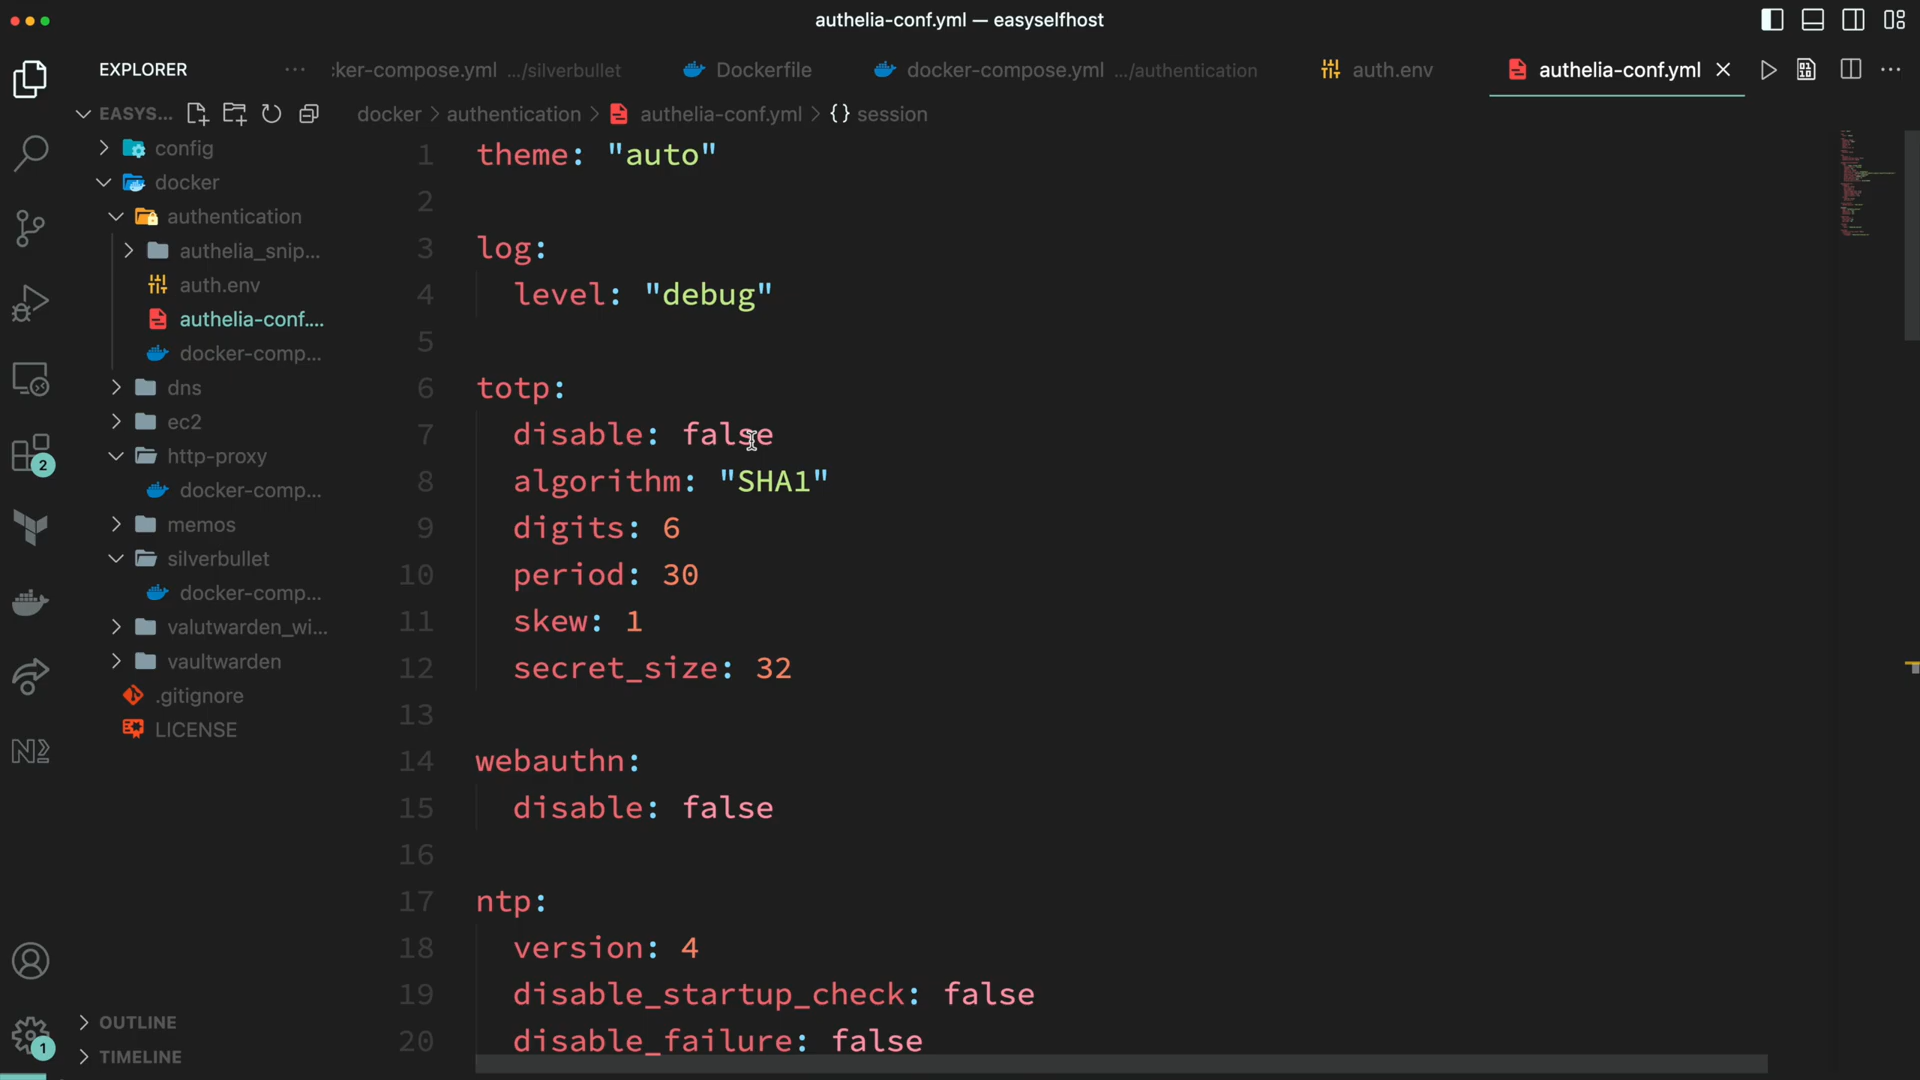 authelia-conf.yml — easyselfhost
EXPLORER
:ker-compose.yml .../silverbullet
Dockerfile
docker-compose.yml .../authentication
auth.env
authelia-conf.yml
EASYS...
docker > authentication > authelia-conf.yml > {} session
config
docker
authentication
authelia_snip...
auth.env
authelia-conf....
docker-comp...
dns
ec2
http-proxy
docker-comp...
memos
silverbullet
docker-comp...
valutwarden_wi...
vaultwarden
.gitignore
LICENSE
OUTLINE
TIMELINE
2
1
1 theme: "auto"
2
3 log:
4 level: "debug"
5
6 totp:
7 disable: false
8 algorithm: "SHA1"
9 digits: 6
10 period: 30
11 skew: 1
12 secret_size: 32
13
14 webauthn:
15 disable: false
16
17 ntp:
18 version: 4
19 disable_startup_check: false
20 disable_failure: false